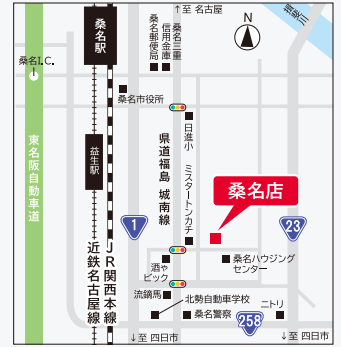 ↑至 名古屋
揖斐川
N
桑名駅
桑名郵便局
桑名三重
信用金庫
桑名I.C.
桑名市役所
日進小
益生駅
県道福島 城南線
ミスタートンカチ
桑名店
東名阪自動車道
1
23
近鉄名古屋線
JR関西本線
酒や
ビック
桑名ハウジング
センター
流鏑馬
北勢自動車学校
ニトリ
桑名警察
258
↓至 四日市
↓至 四日市